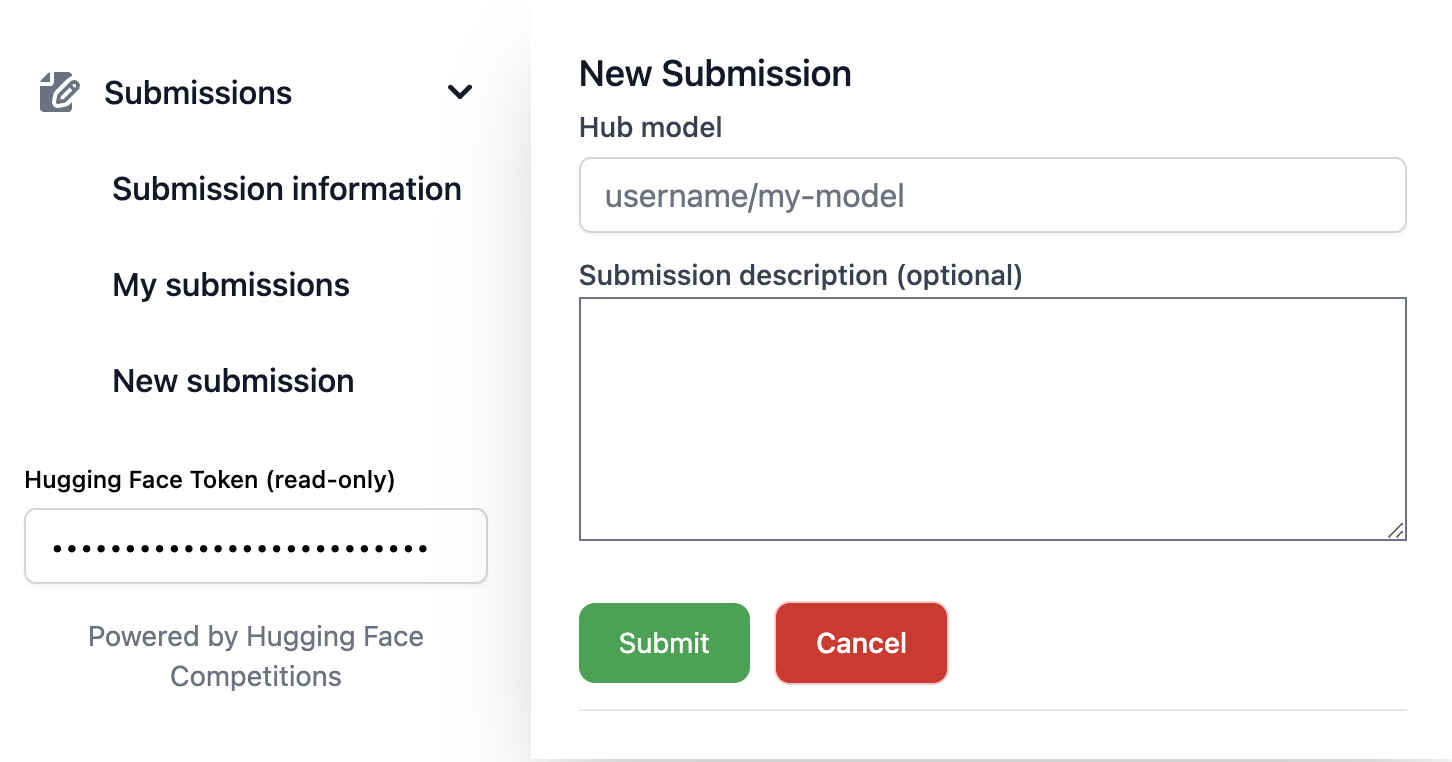 Submissions
Submission information
My submissions
New submission
Hugging Face Token (read-only)
••••••••••••••••••••••••••
Powered by Hugging Face
Competitions
New Submission
Hub model
username/my-model
Submission description (optional)
Submit
Cancel